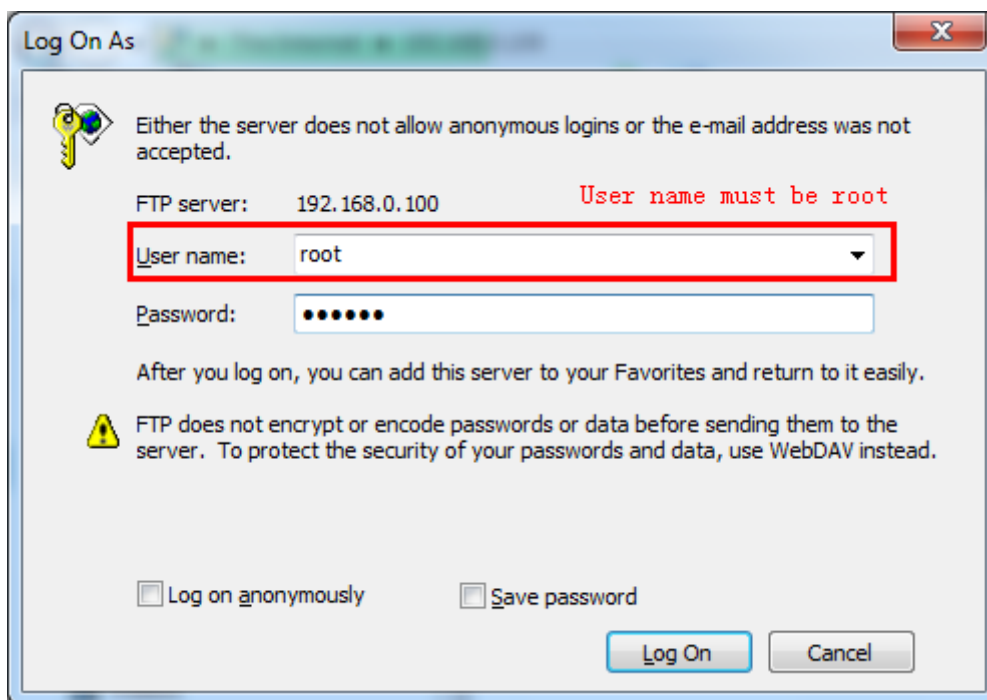 Log On As
Either the server does not allow anonymous logins or the e-mail address was not
accepted.
FTP server: 192.168.0.100 User name must be root
User name: root
Password: ●●●●●●
After you log on, you can add this server to your Favorites and return to it easily.
FTP does not encrypt or encode passwords or data before sending them to the
server. To protect the security of your passwords and data, use WebDAV instead.
Log on anonymously Save password
Log On Cancel